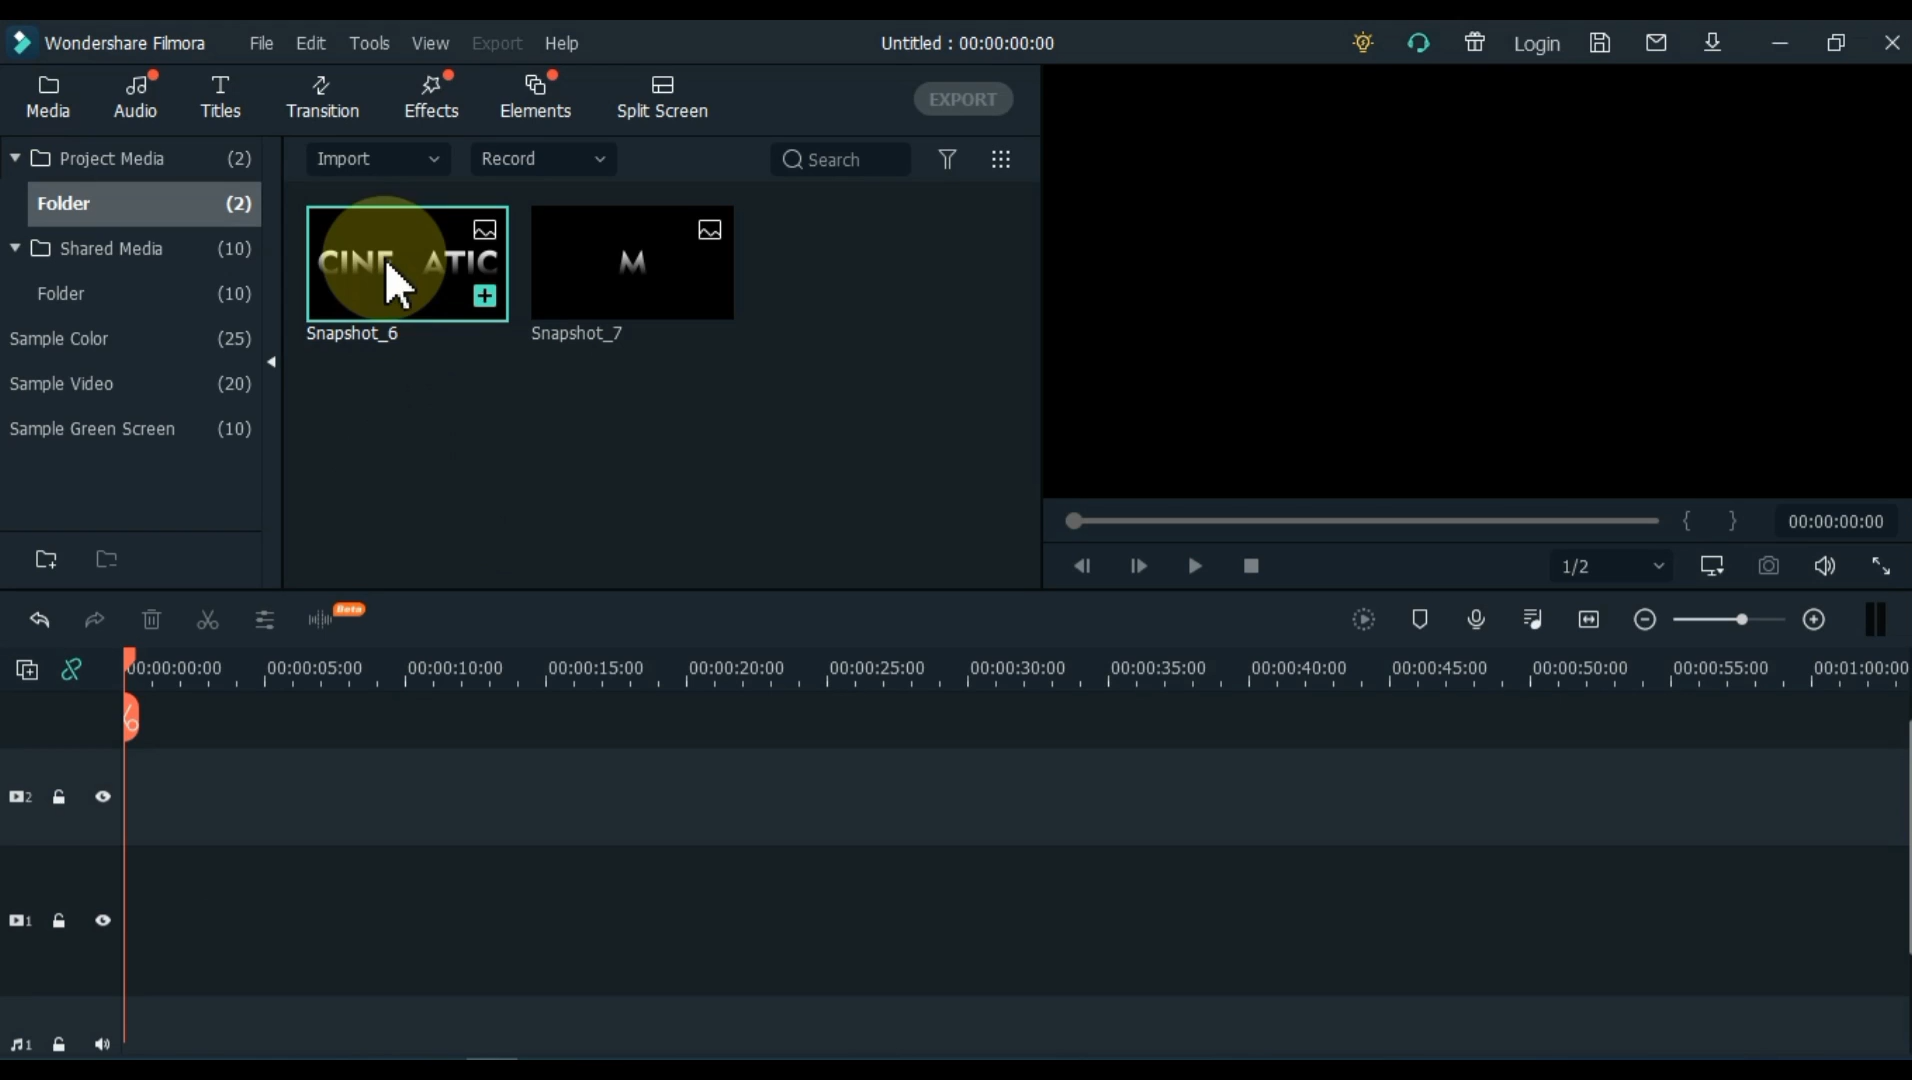 Wondershare Filmora File Edit Tools View Export Help Untitled : 00:00:00:00 Login
Media Audio Titles Transition Effects Elements Split Screen EXPORT
Project Media (2) Import Record Search
Folder (2)
Shared Media (10)
Folder (10)
Sample Color (25)
Sample Video (20)
Sample Green Screen (10)
CINE ATIC
M
Snapshot_6 Snapshot_7
{ } 00:00:00:00
1/2
Beta
00:00:00:00 00:00:05:00 00:00:10:00 00:00:15:00 00:00:20:00 00:00:25:00 00:00:30:00 00:00:35:00 00:00:40:00 00:00:45:00 00:00:50:00 00:00:55:00 00:01:00:00
2
1
1